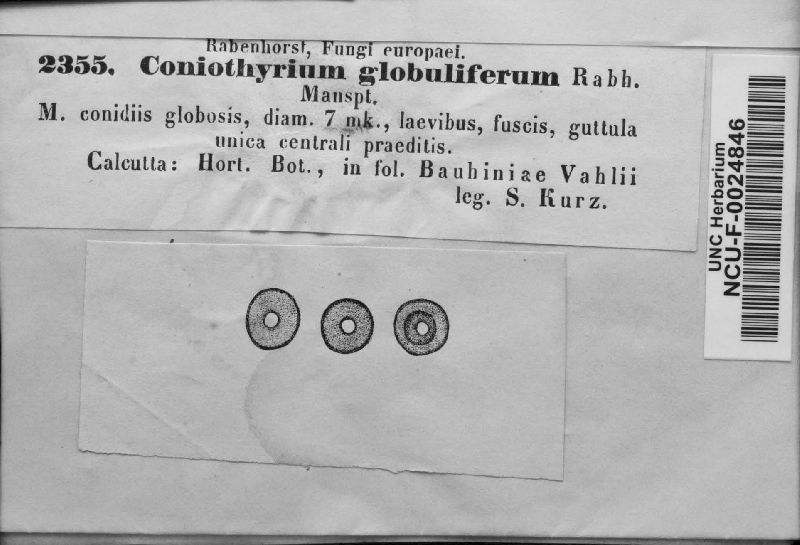 Rabenhorst, Fungi europaei.
2355. Coniothyrium globuliferum Rabh.
Manspt.
M. conidiis globosis, diam. 7 mk., laevibus, fuscis, guttula
unica centrali praeditis.
Calcutta: Hort. Bot., in fol. Bauhiniae Vahlii
leg. S. Kurz.
UNC Herbarium
NCU-F-0024846